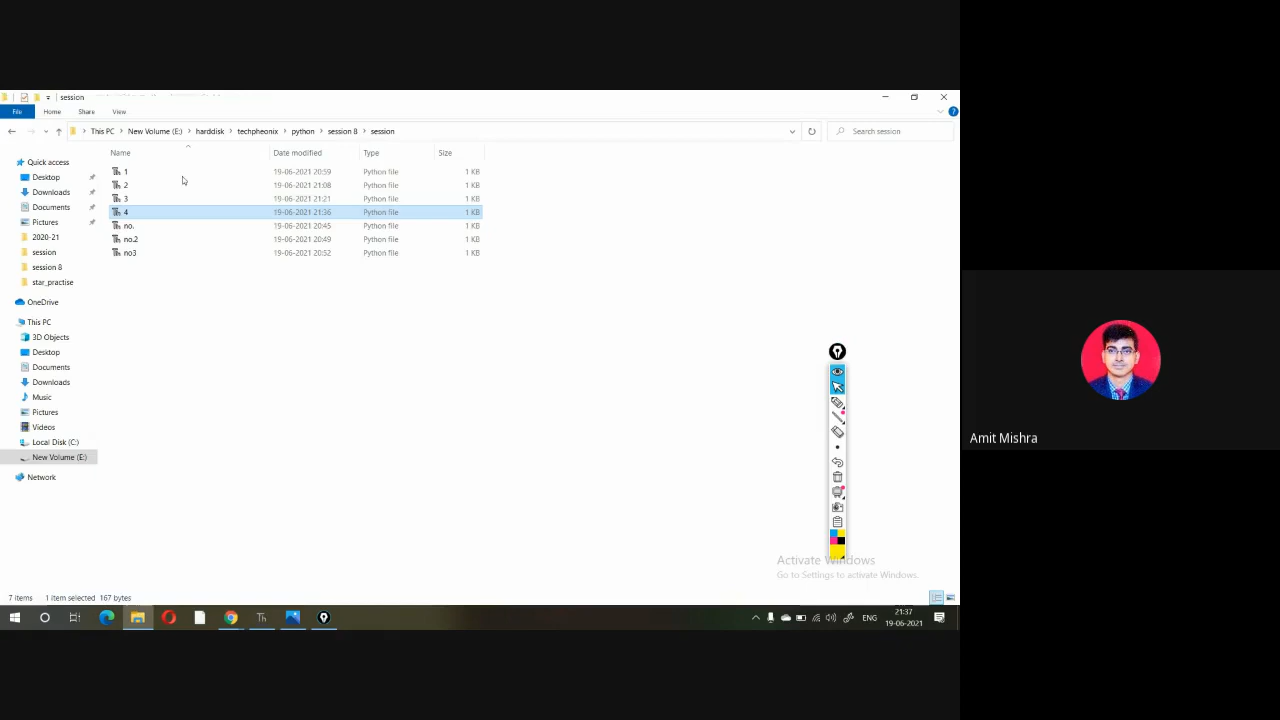 session
File Home Share View
This PC New Volume (E:) harddisk techpheonix python session 8 session
Search session
Name Date modified Type Size
1 19-06-2021 20:59 Python file 1 KB
2 19-06-2021 21:08 Python file 1 KB
3 19-06-2021 21:21 Python file 1 KB
4 19-06-2021 21:36 Python file 1 KB
no. 19-06-2021 20:45 Python file 1 KB
no.2 19-06-2021 20:49 Python file 1 KB
no3 19-06-2021 20:52 Python file 1 KB
Quick access
Desktop
Downloads
Documents
Pictures
2020-21
session
session 8
star_practise
OneDrive
This PC
3D Objects
Desktop
Documents
Downloads
Music
Pictures
Videos
Local Disk (C:)
New Volume (E:)
Network
Amit Mishra
Activate Windows
Go to Settings to activate Windows.
7 items 1 item selected 167 bytes
Th
ENG
21:37
19-06-2021